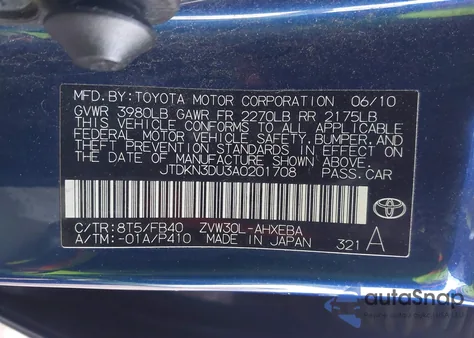 MFD. BY: TOYOTA MOTOR CORPORATION 06/10
GVWR 3980LB GAWR FR 2270LB RR 2175LB
THIS VEHICLE CONFORMS TO ALL APPLICABLE
FEDERAL MOTOR VEHICLE SAFETY, BUMPER, AND
THEFT PREVENTION STANDARDS IN EFFECT ON
THE DATE OF MANUFACTURE SHOWN ABOVE.
JTDKN3DU3A0201708 PASS. CAR
C/TR: 8T5/FB40 ZVW30L-AHXEBA
A/TM: -01A/P410 MADE IN JAPAN 321 A
autoSnap